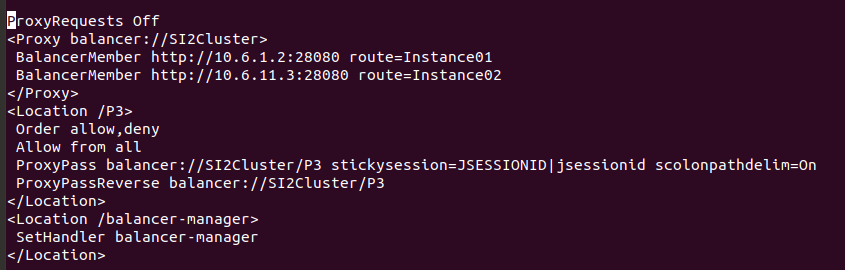 ProxyRequests Off
<Proxy balancer://SI2Cluster>
 BalancerMember http://10.6.1.2:28080 route=Instance01
 BalancerMember http://10.6.11.3:28080 route=Instance02
</Proxy>
<Location /P3>
 Order allow,deny
 Allow from all
 ProxyPass balancer://SI2Cluster/P3 stickysession=JSESSIONID|jsessionid scolonpathdelim=On
 ProxyPassReverse balancer://SI2Cluster/P3
</Location>
<Location /balancer-manager>
 SetHandler balancer-manager
</Location>